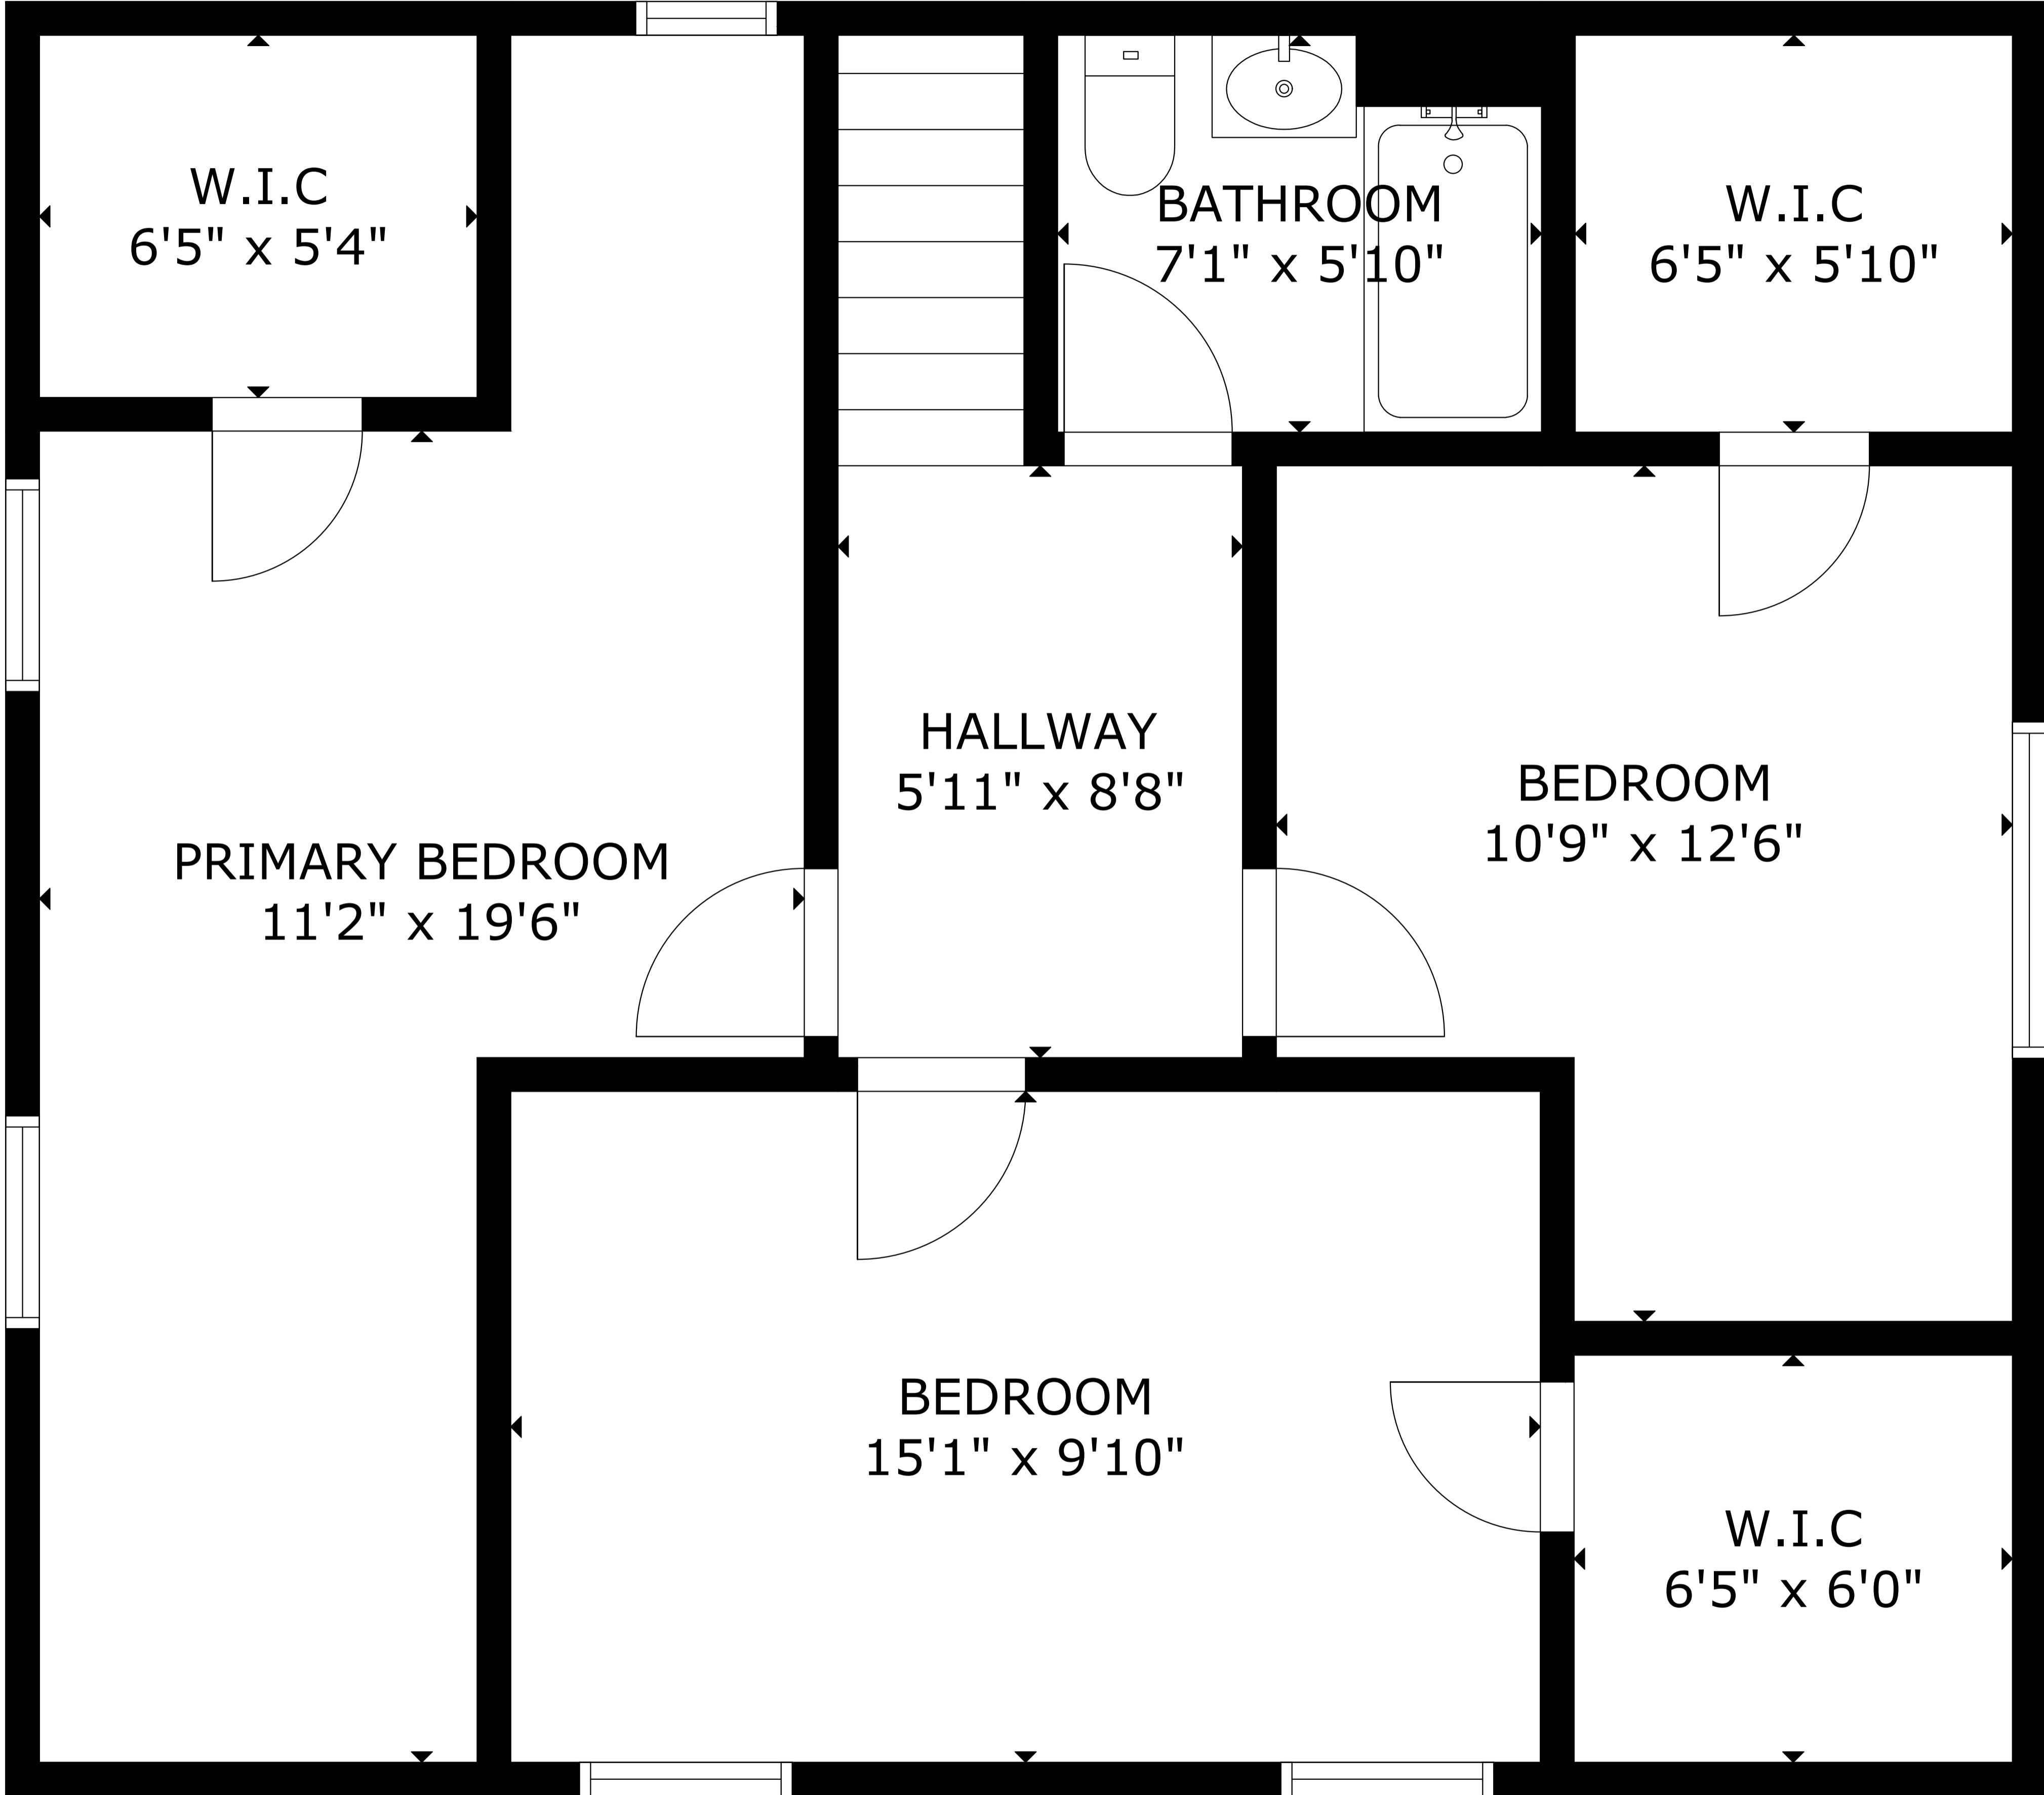 W.I.C
6'5" x 5'4"
BATHROOM
7'1" x 5'10"
W.I.C
6'5" x 5'10"
HALLWAY
5'11" x 8'8"
BEDROOM
10'9" x 12'6"
PRIMARY BEDROOM
11'2" x 19'6"
BEDROOM
15'1" x 9'10"
W.I.C
6'5" x 6'0"